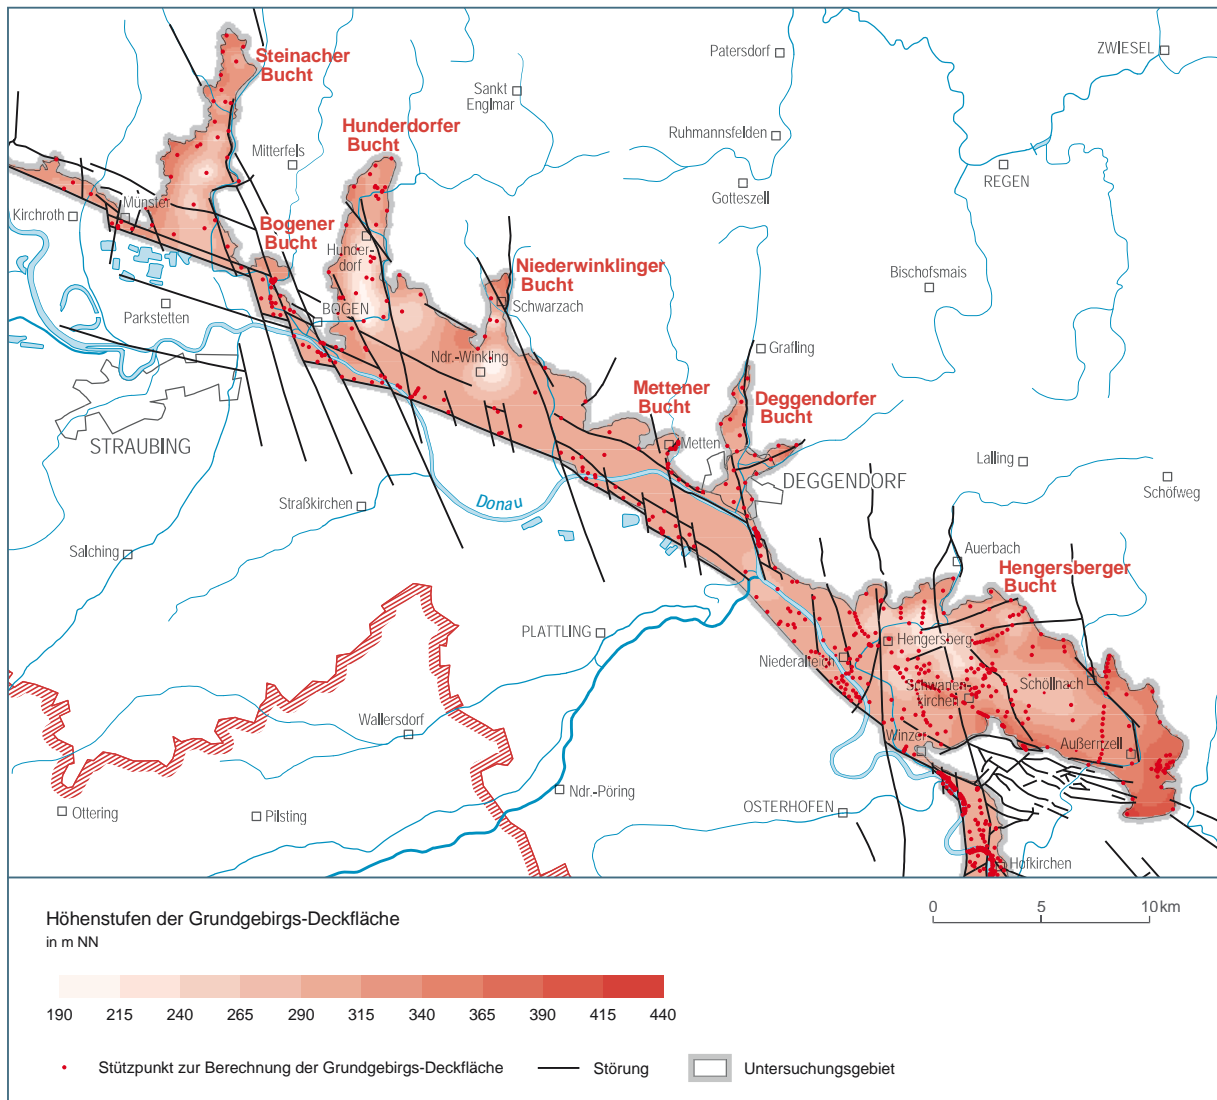 Steinacher
Bucht
Patersdorf
ZWIESEL
Sankt
Englmar
Hunderdorfer
Bucht
Ruhmannsfelden
Mitterfels
REGEN
Gotteszell
Kirchroth
Münster
Bogener
Bucht
Hunder-
dorf
Niederwinklinger
Bucht
Bischofsmais
Schwarzach
Parkstetten
BOGEN
Grafling
Ndr.-Winkling
Mettener
Bucht
Deggendorfer
Bucht
STRAUBING
Metten
Lalling
DEGGENDORF
Schöfweg
Straßkirchen
Donau
Salching
Auerbach
Hengersberger
Bucht
PLATTLING
Hengersberg
Niederalteich
Schwanen-
kirchen
Schöllnach
Wallersdorf
Winzer
Außernzell
Ndr.-Pöring
OSTERHOFEN
Ottering
Pilsting
Hofkirchen
Höhenstufen der Grundgebirgs-Deckfläche
in m NN
0 5 10 km
190 215 240 265 290 315 340 365 390 415 440
Stützpunkt zur Berechnung der Grundgebirgs-Deckfläche
Störung
Untersuchungsgebiet